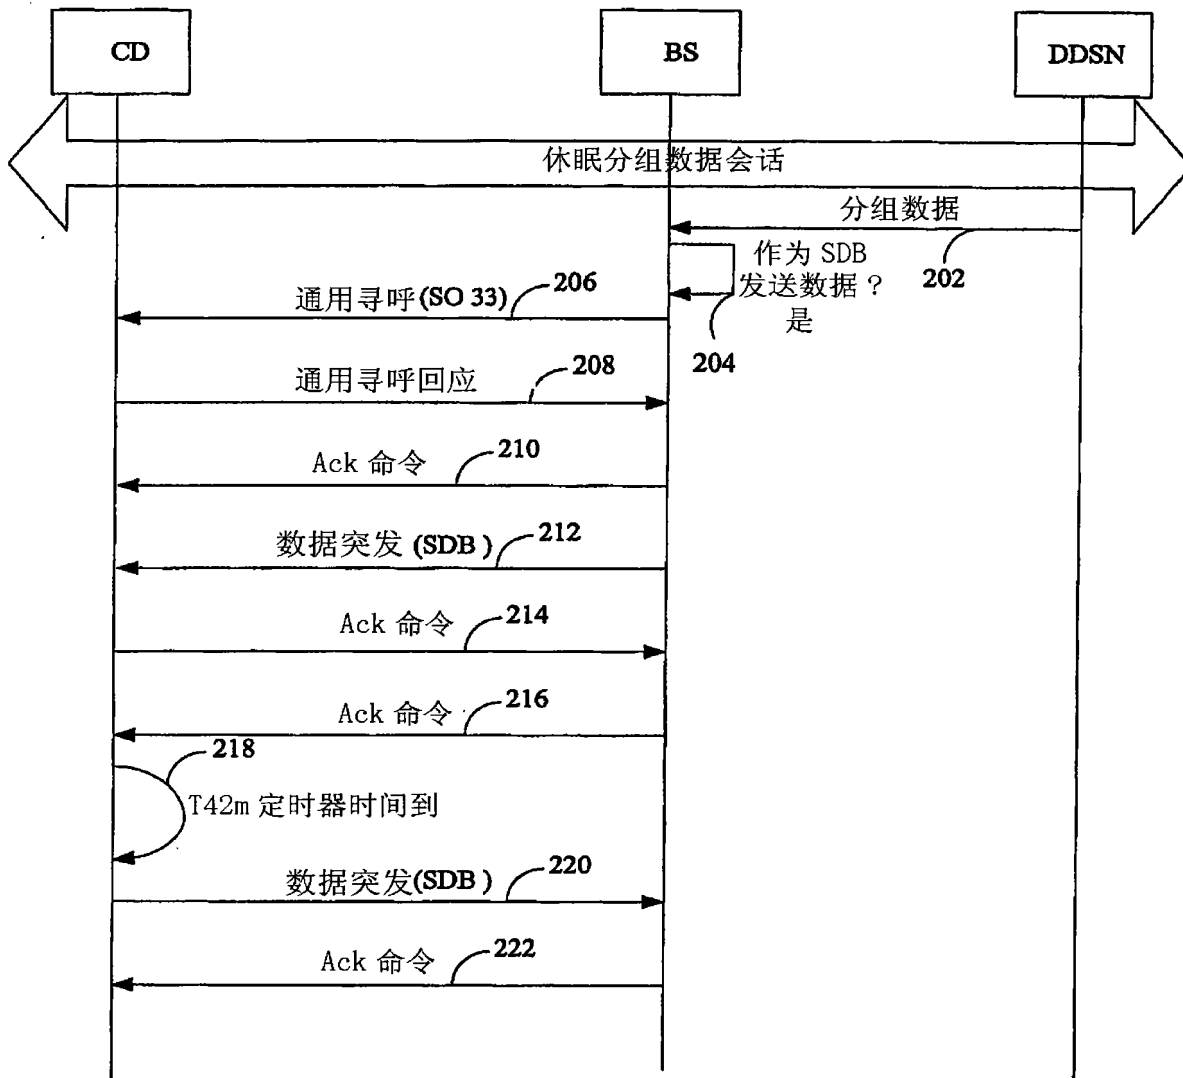 CD
BS
DDSN
休眠分组数据会话
分组数据
202
作为 SDB
发送数据？
是
204
通用寻呼(SO 33)
206
通用寻呼回应
208
Ack 命令
210
数据突发 (SDB )
212
Ack 命令
214
Ack 命令
216
218
T42m 定时器时间到
数据突发(SDB )
220
Ack 命令
222